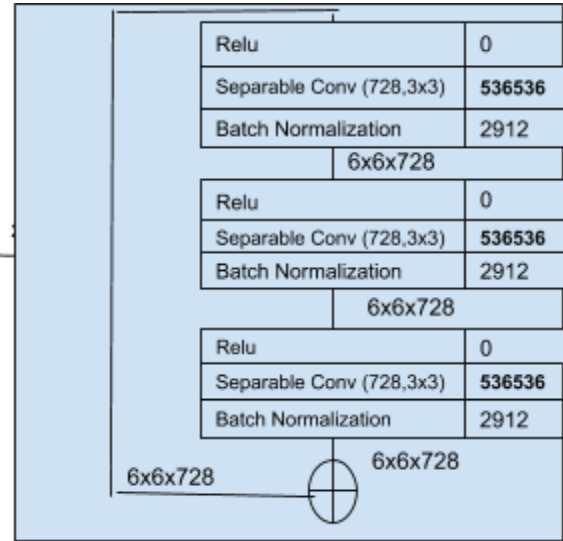 Relu 0
Separable Conv (728,3x3) 536536
Batch Normalization 2912
6x6x728
Relu 0
Separable Conv (728,3x3) 536536
Batch Normalization 2912
6x6x728
Relu 0
Separable Conv (728,3x3) 536536
Batch Normalization 2912
6x6x728
6x6x728